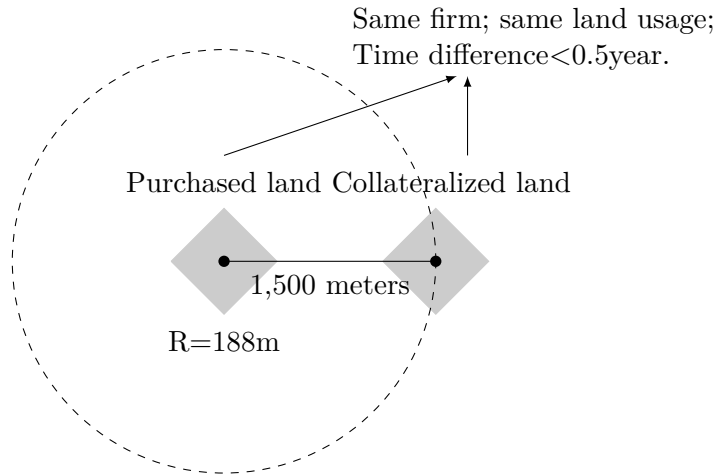 Same firm; same land usage;
Time difference<0.5year.
Purchased land
Collateralized land
1,500 meters
R=188m